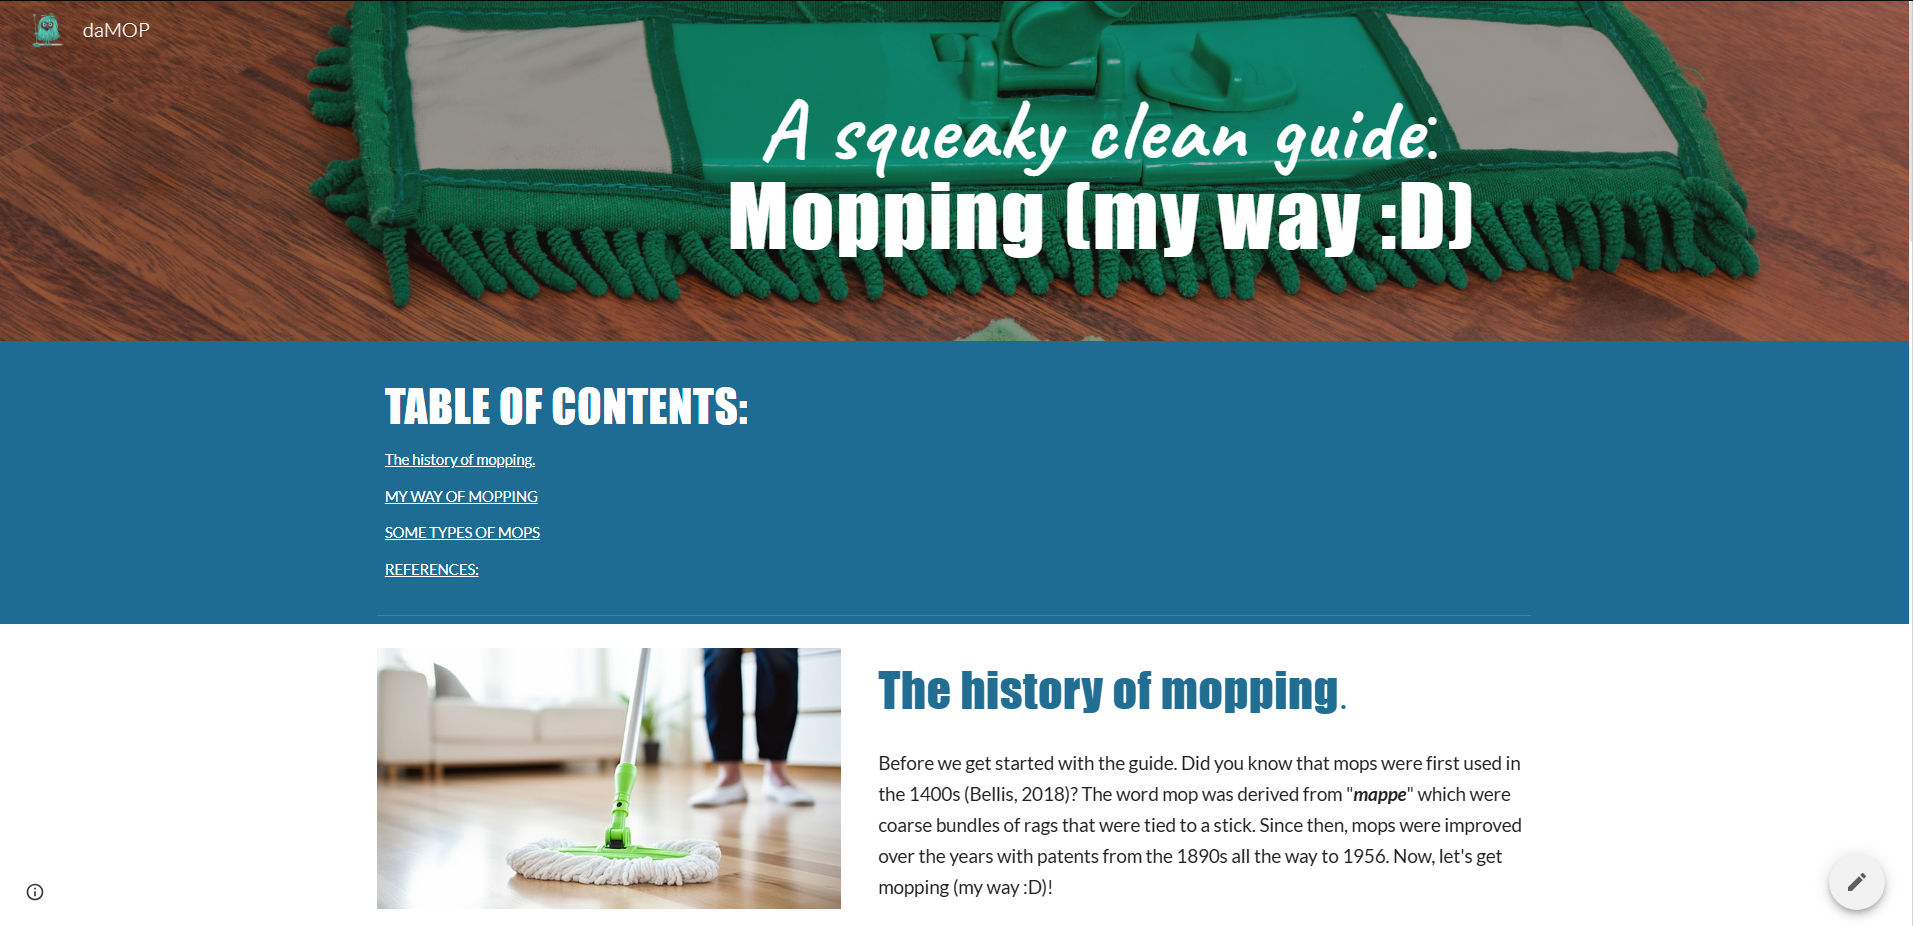 daMOP
A squeaky clean guide:
Mopping (my way :D)
TABLE OF CONTENTS:
The history of mopping.
MY WAY OF MOPPING
SOME TYPES OF MOPS
REFERENCES:
The history of mopping.
Before we get started with the guide. Did you know that mops were first used in
the 1400s (Bellis, 2018)? The word mop was derived from "mappe" which were
coarse bundles of rags that were tied to a stick. Since then, mops were improved
over the years with patents from the 1890s all the way to 1956. Now, let's get
mopping (my way :D)!